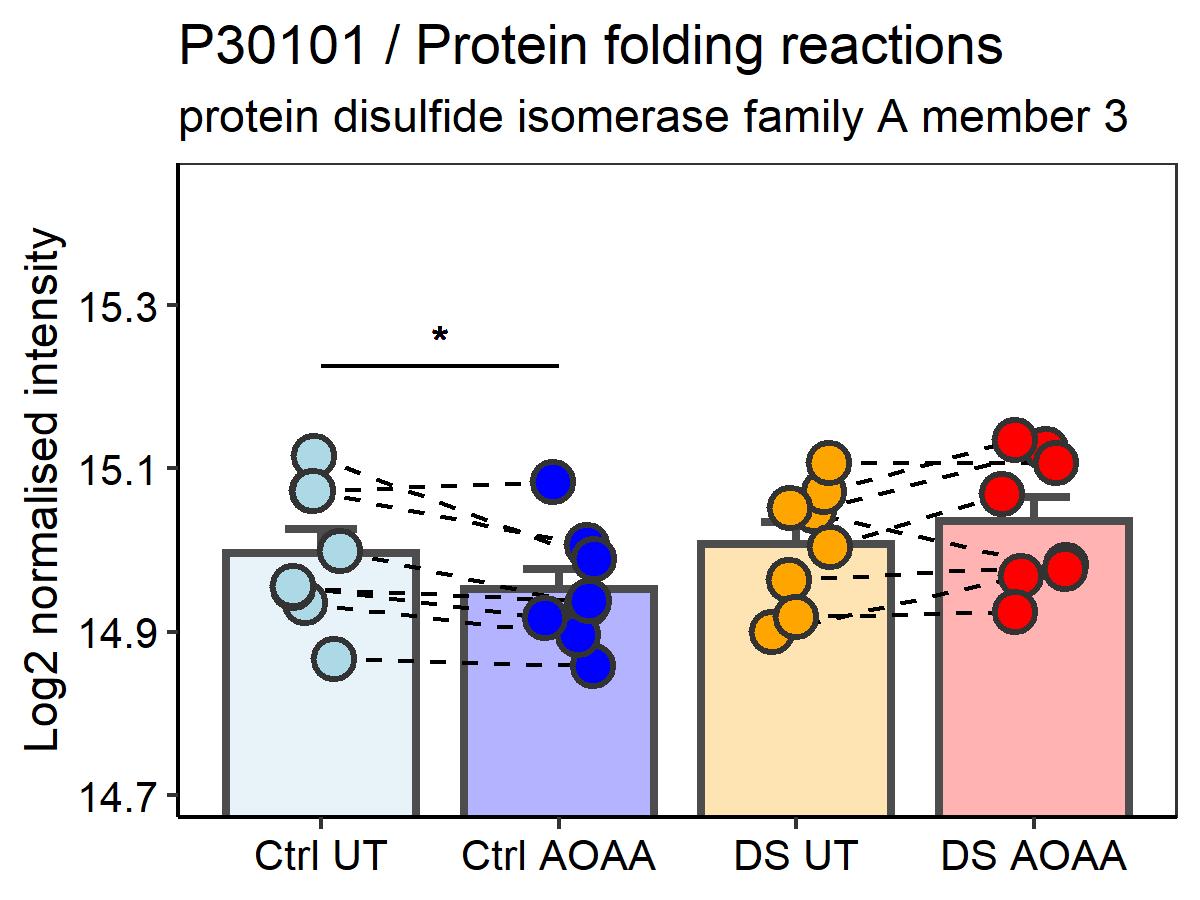 P30101 / Protein folding reactions
protein disulfide isomerase family A member 3
Log2 normalised intensity
15.3
15.1
14.9
14.7
*
Ctrl UT
Ctrl AOAA
DS UT
DS AOAA